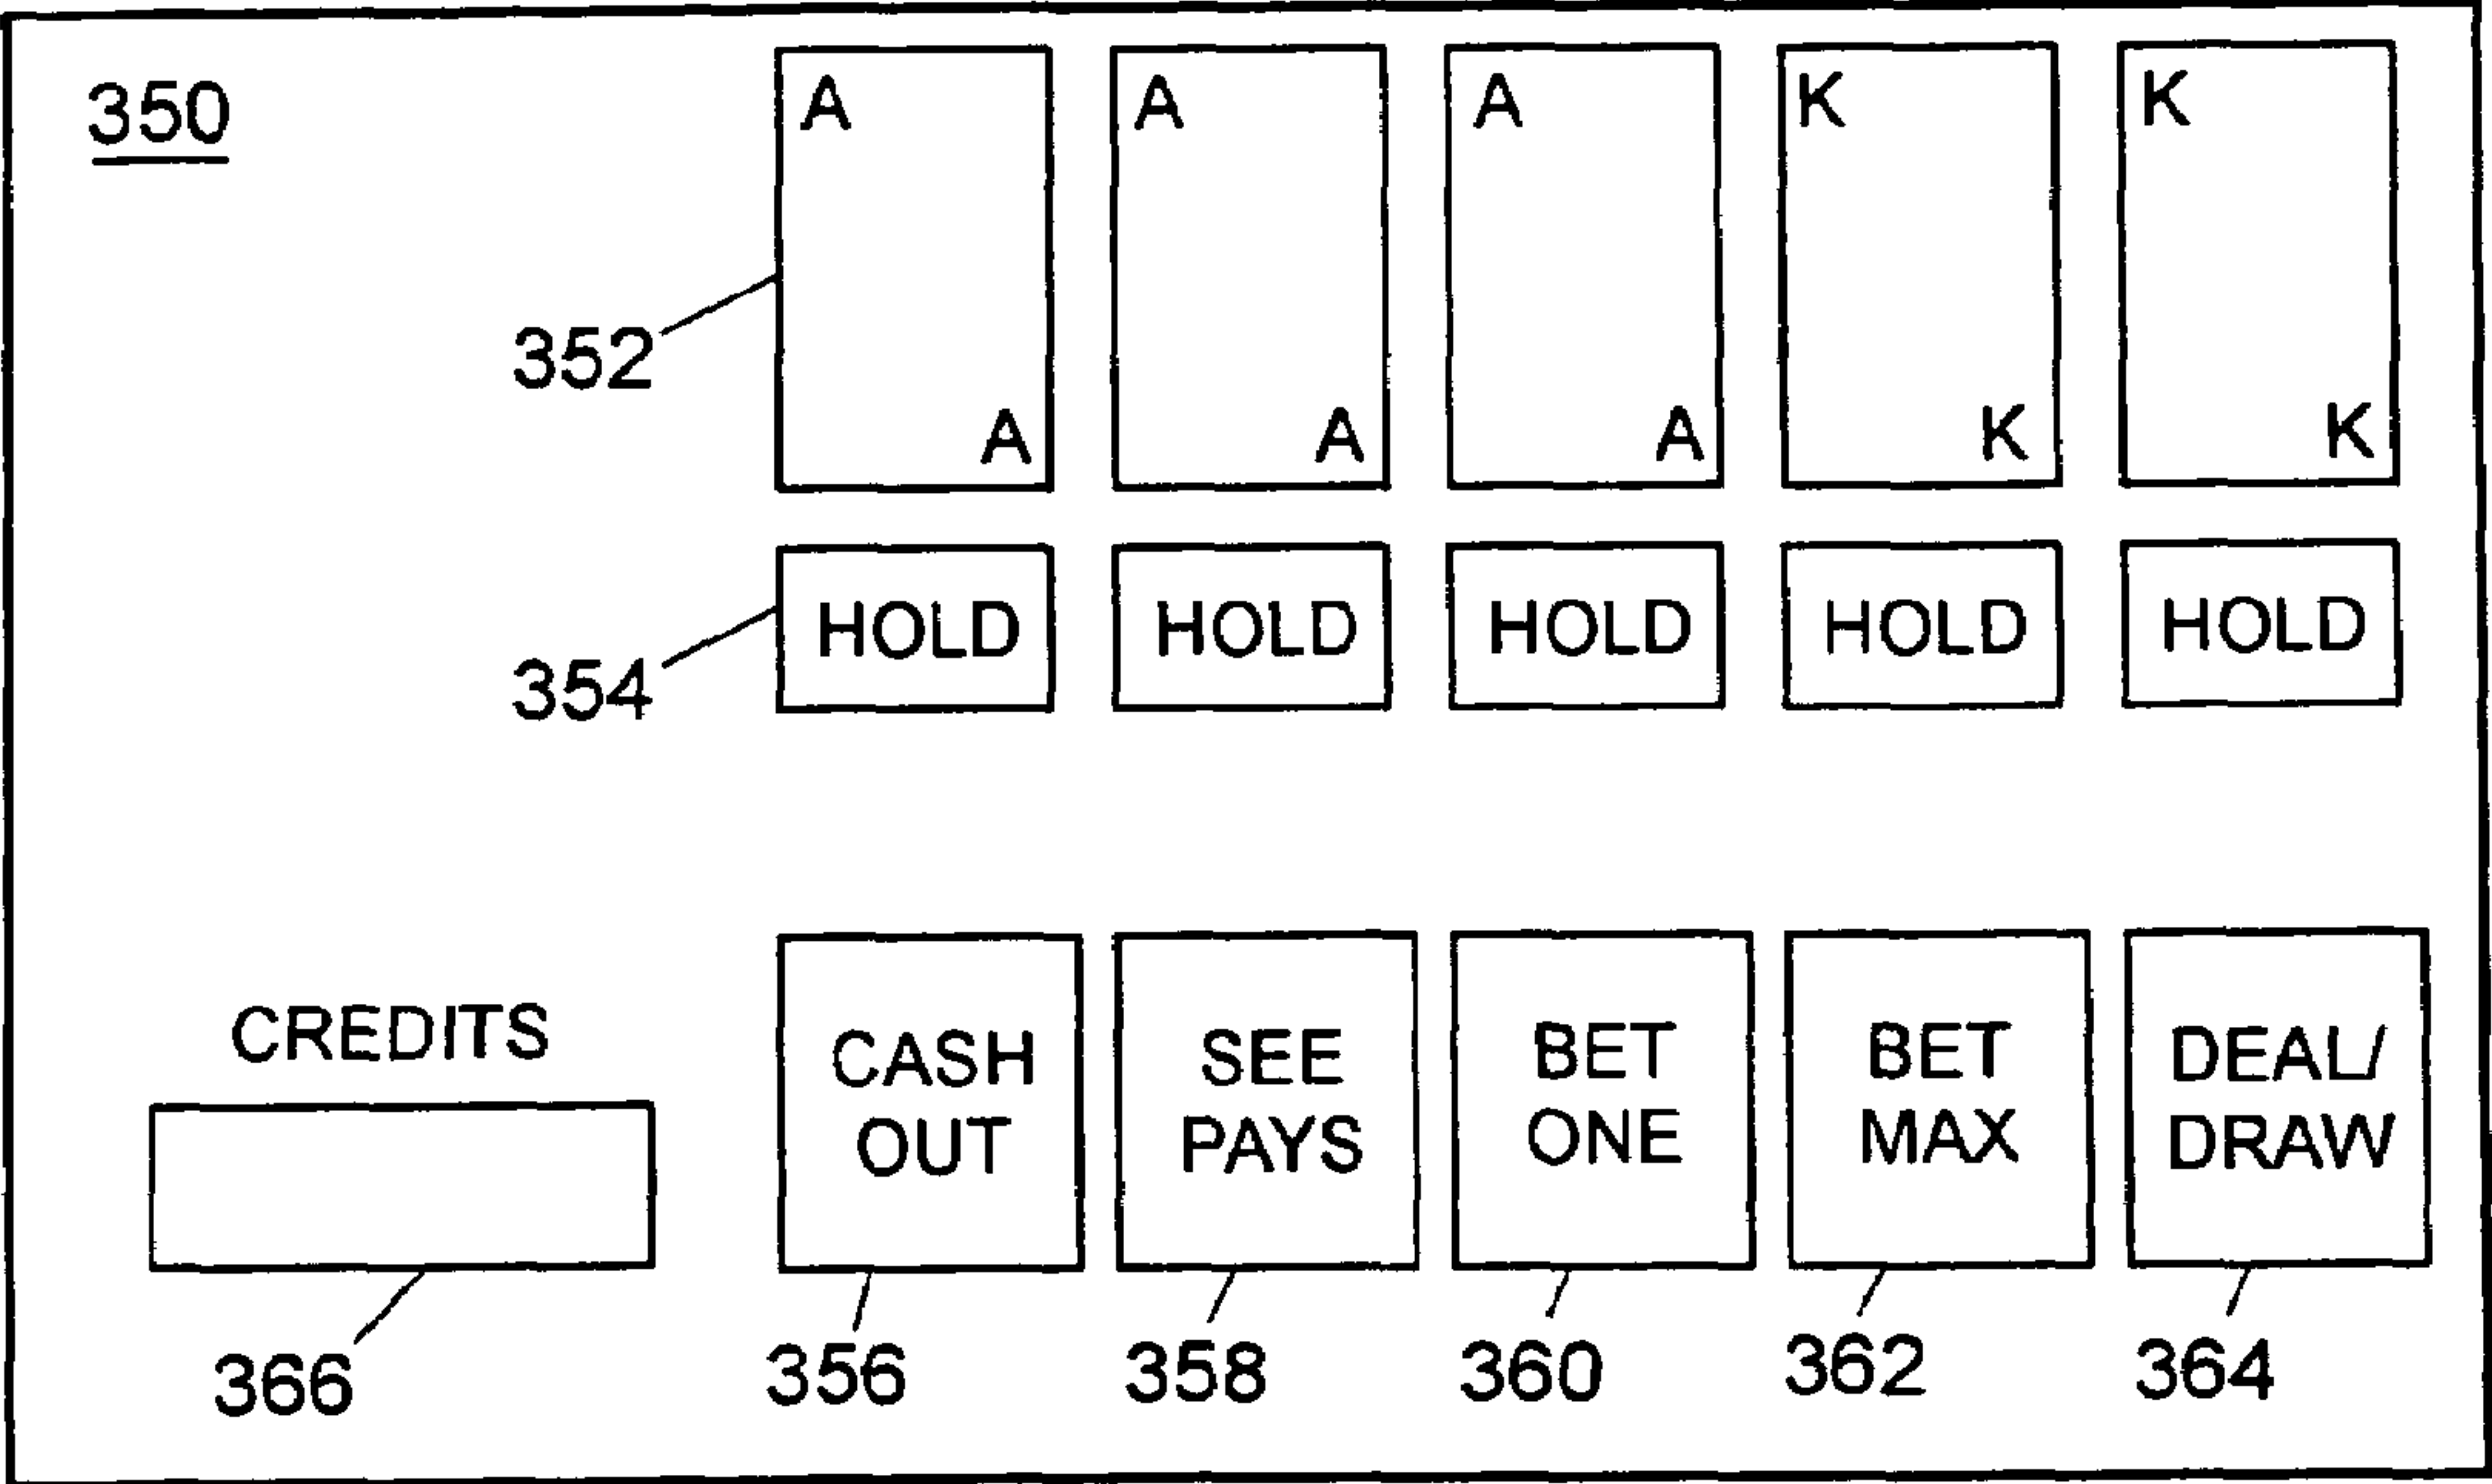 350
A A A K K
352
A A A K K
HOLD HOLD HOLD HOLD HOLD
354
CREDITS
CASH SEE BET BET DEAL/
OUT PAYS ONE MAX DRAW
366 356 358 360 362 364